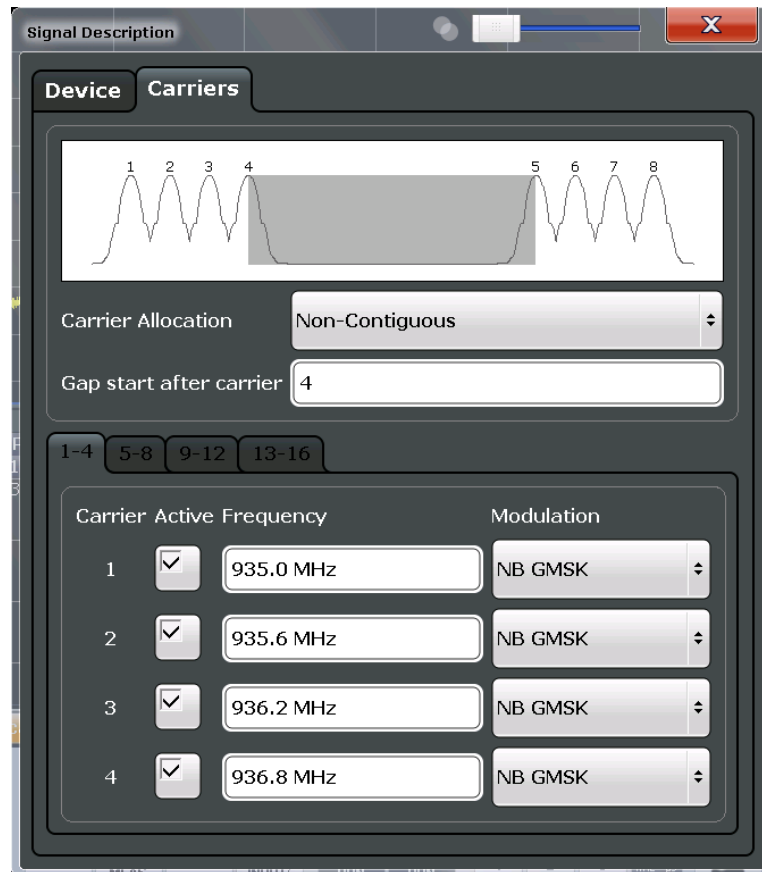 Signal Description
X
Device Carriers
1 2 3 4 5 6 7 8
Carrier Allocation Non-Contiguous
Gap start after carrier 4
1-4 5-8 9-12 13-16
Carrier Active Frequency Modulation
1 935.0 MHz NB GMSK
2 935.6 MHz NB GMSK
3 936.2 MHz NB GMSK
4 936.8 MHz NB GMSK